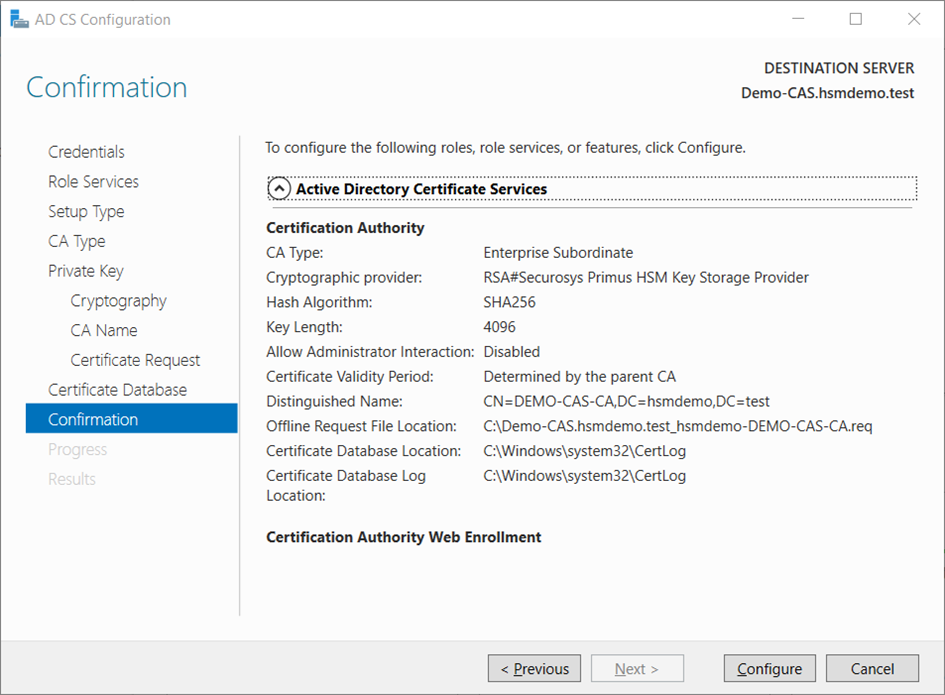 AD CS Configuration
Confirmation
DESTINATION SERVER
Demo-CAS.hsmdemo.test
Credentials
Role Services
Setup Type
CA Type
Private Key
Cryptography
CA Name
Certificate Request
Certificate Database
Confirmation
Progress
Results
To configure the following roles, role services, or features, click Configure.
Active Directory Certificate Services
Certification Authority
CA Type: Enterprise Subordinate
Cryptographic provider: RSA#Securosys Primus HSM Key Storage Provider
Hash Algorithm: SHA256
Key Length: 4096
Allow Administrator Interaction: Disabled
Certificate Validity Period: Determined by the parent CA
Distinguished Name: CN=DEMO-CAS-CA,DC=hsmdemo,DC=test
Offline Request File Location: C:\Demo-CAS.hsmdemo.test_hsmdemo-DEMO-CAS-CA.req
Certificate Database Location: C:\Windows\system32\CertLog
Certificate Database Log C:\Windows\system32\CertLog
Location:
Certification Authority Web Enrollment
< Previous Next > Configure Cancel